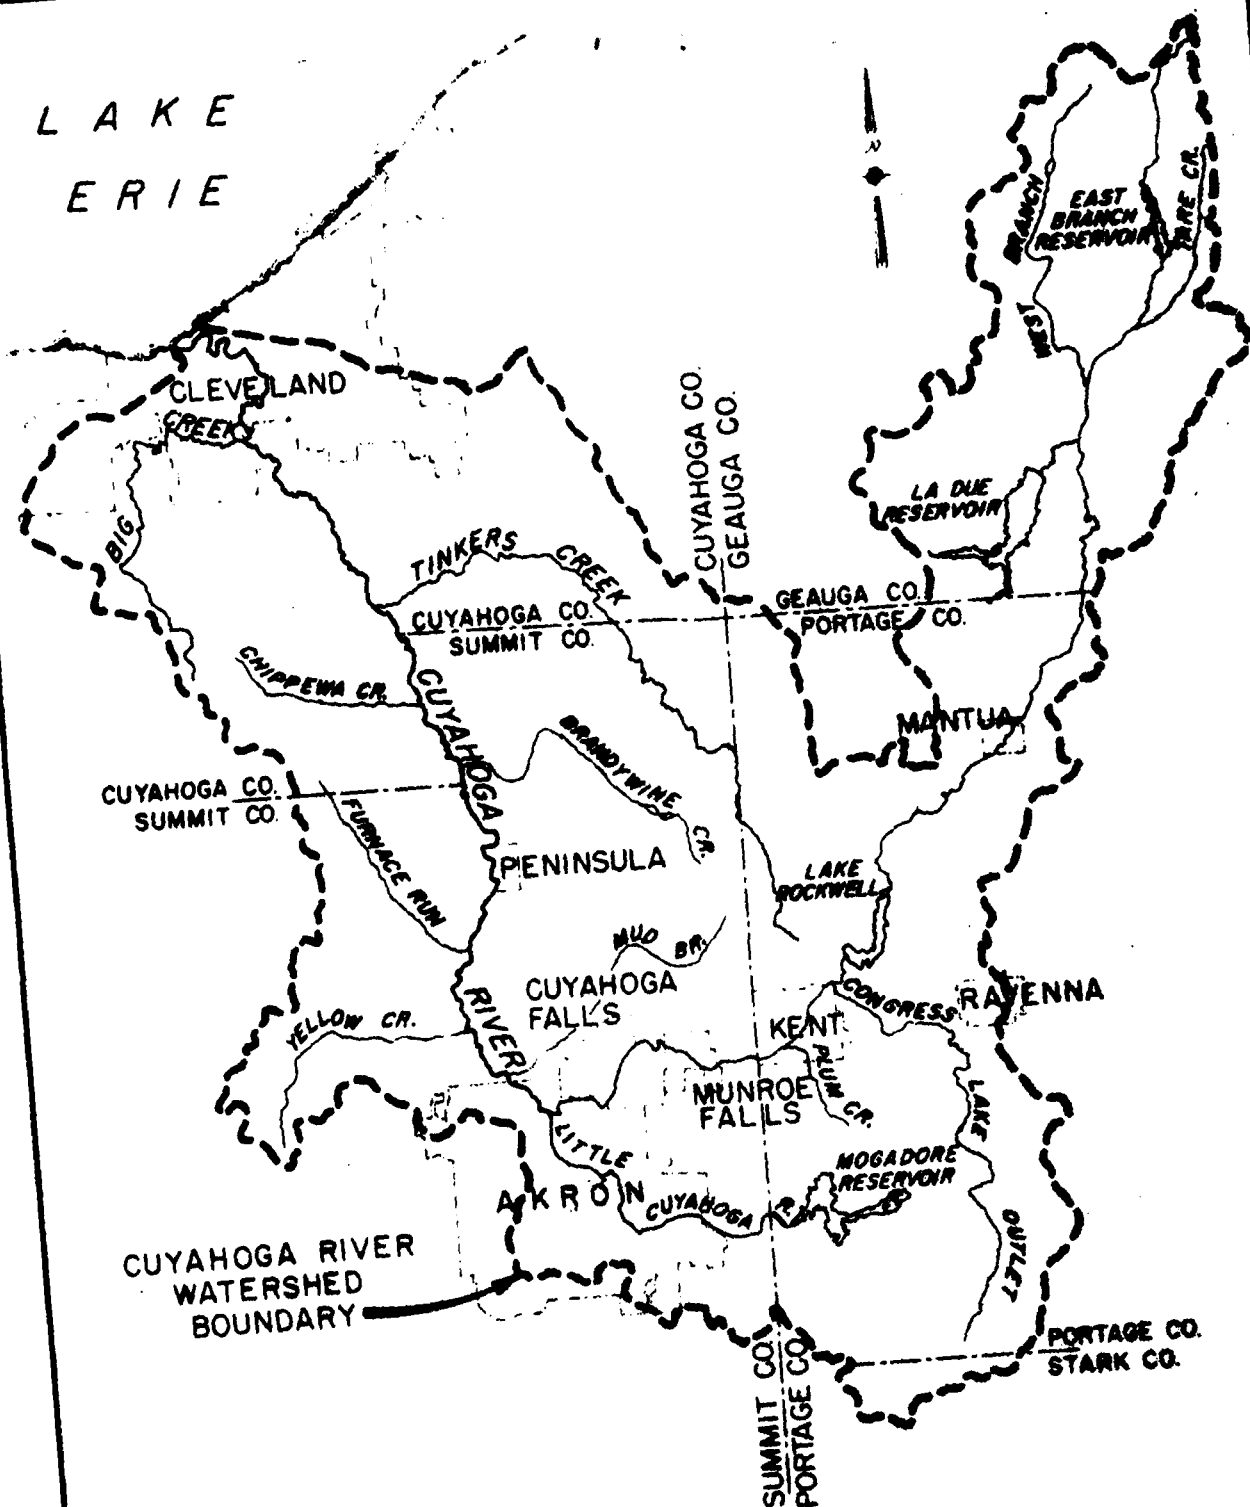 LAKE
ERIE
N
BRANCH
WEST
EAST
BRANCH
RESERVOIR
TARE CR.
CLEVELAND
CREEK
BIG
CUYAHOGA CO.
GEAUGA CO.
LA DUE
RESERVOIR
TINKERS CREEK
GEAUGA CO.
PORTAGE CO.
CUYAHOGA CO.
SUMMIT CO.
CHIPPEWA CR.
CUYAHOGA
RIVER
MANTUA
BRANDYWINE
CR.
CUYAHOGA CO.
SUMMIT CO.
FURNACE RUN
PENINSULA
LAKE
ROCKWELL
MUD BR.
CUYAHOGA
FALLS
CONGRESS
LAKE
OUTLET
RAVENNA
YELLOW CR.
KENT
PLUM
CR.
MUNROE
FALLS
LITTLE
CUYAHOGA R.
AKRON
MOGADORE
RESERVOIR
CUYAHOGA RIVER
WATERSHED
BOUNDARY
PORTAGE CO.
STARK CO.
SUMMIT CO.
PORTAGE CO.